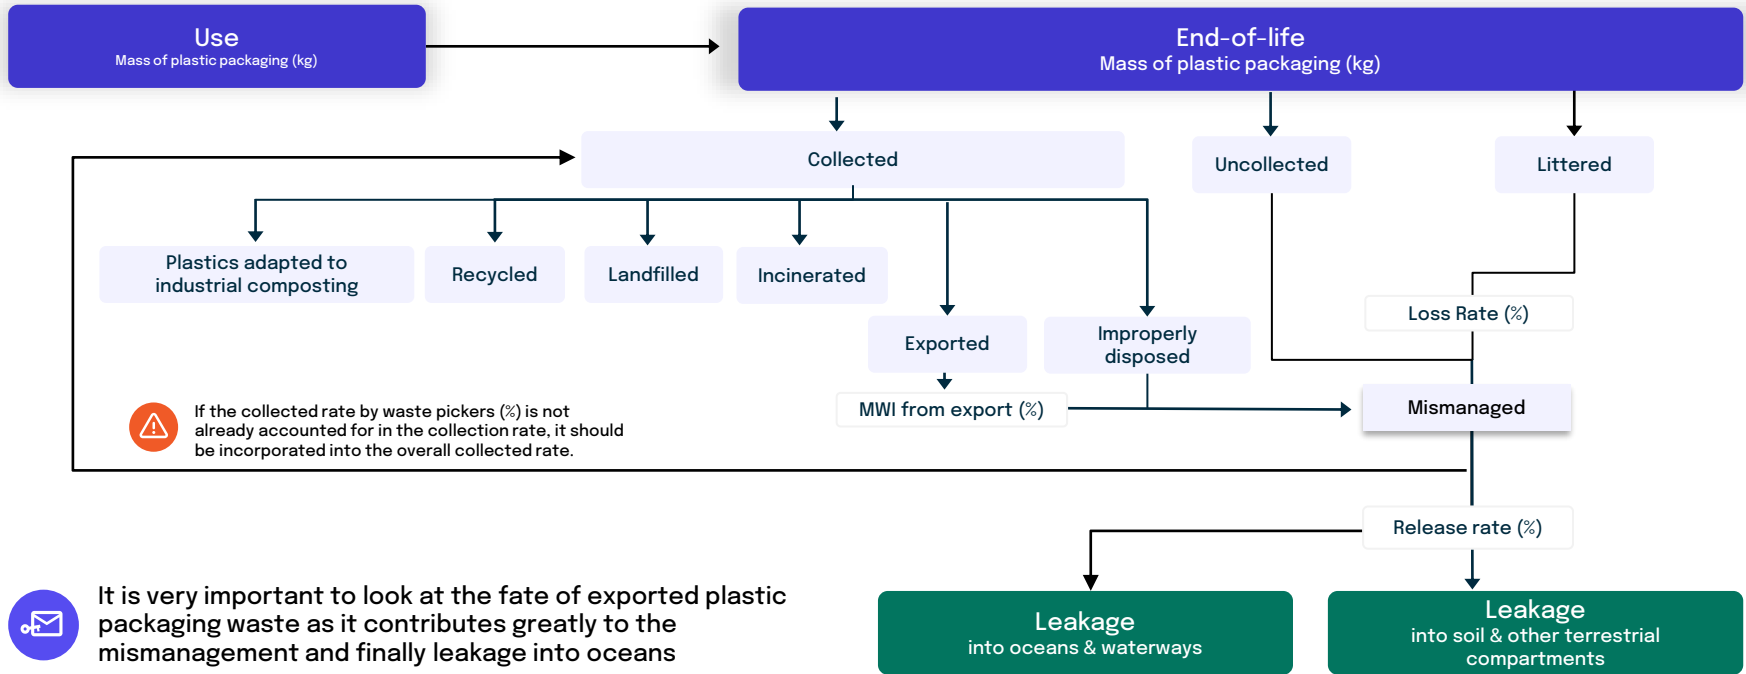 Use
Mass of plastic packaging (kg)
End-of-life
Mass of plastic packaging (kg)
Collected
Uncollected
Littered
Plastics adapted to
industrial composting
Recycled
Landfilled
Incinerated
Loss Rate (%)
Exported
Improperly
disposed
MWI from export (%)
Mismanaged
If the collected rate by waste pickers (%) is not
already accounted for in the collection rate, it should
be incorporated into the overall collected rate.
Release rate (%)
It is very important to look at the fate of exported plastic
packaging waste as it contributes greatly to the
mismanagement and finally leakage into oceans
Leakage
into oceans & waterways
Leakage
into soil & other terrestrial
compartments